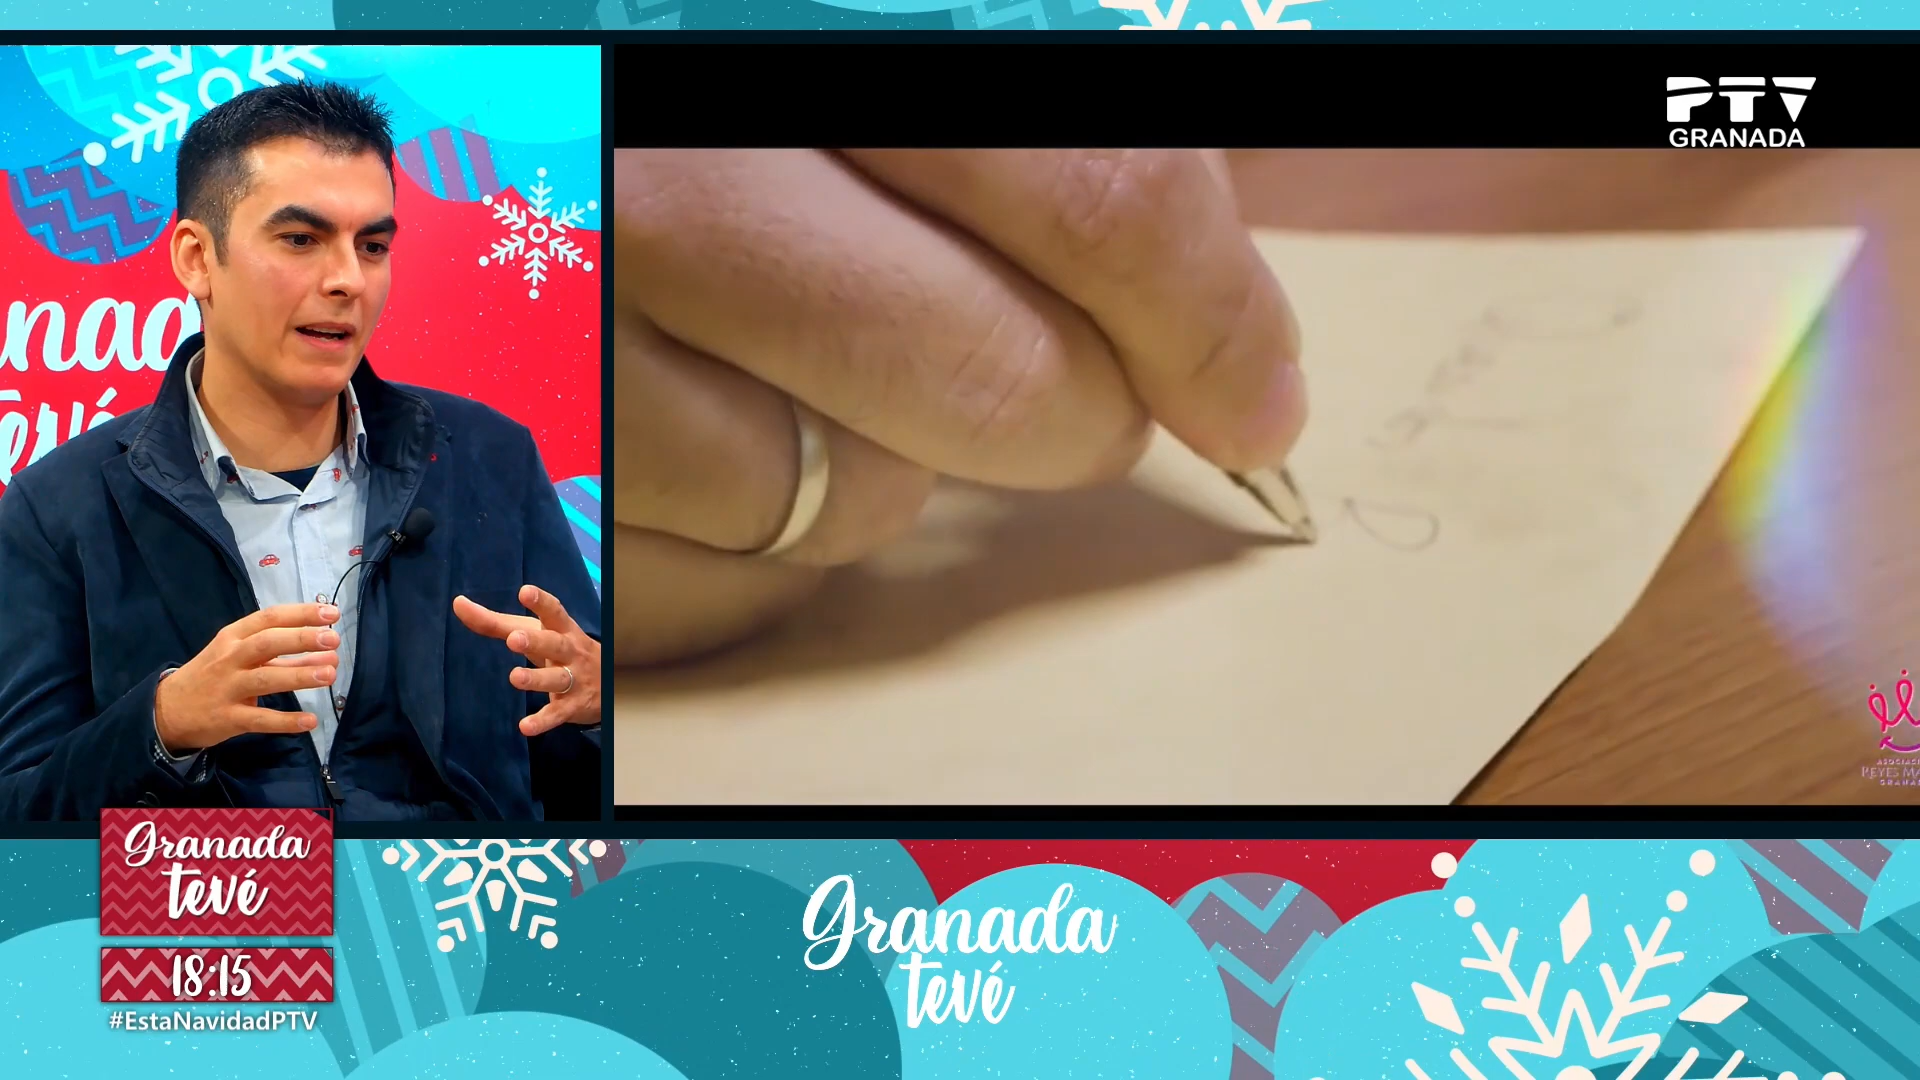 PTV
GRANADA
Granada
tevé
18:15
#EstaNavidadPTV
Granada
tevé